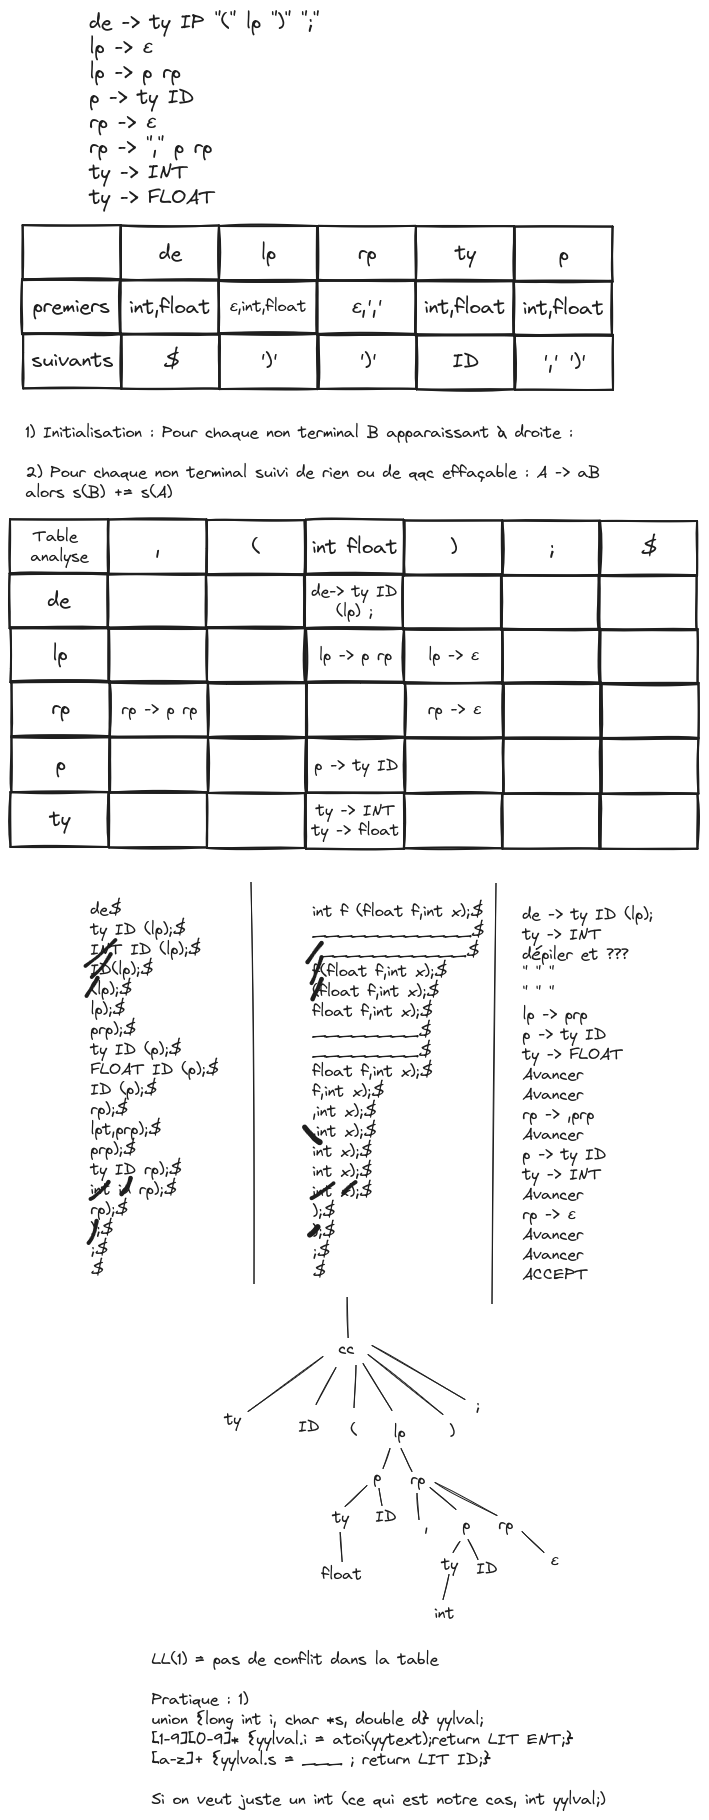 de -> ty IP "(" lp ")" ";"
lp -> ε
lp -> p rp
p -> ty ID
rp -> ε
rp -> "," p rp
ty -> INT
ty -> FLOAT
de lp rp ty p
premiers int,float ε,int,float ε,',' int,float int,float
suivants $ ')' ')' ID ',' ')'
1) Initialisation : Pour chaque non terminal B apparaissant à droite :
2) Pour chaque non terminal suivi de rien ou de qqc effaçable : A -> aB
alors s(B) += s(A)
Table analyse , ( int float ) ; $
de de-> ty ID (lp) ;
lp lp -> p rp lp -> ε
rp rp -> p rp rp -> ε
p p -> ty ID
ty ty -> INT ty -> float
de$ int f (float f,int x);$ de -> ty ID (lp);
ty ID (lp);$ $ ty -> INT
INT ID (lp);$ $ dépiler et ???
ID(lp);$ f(float f,int x);$ " " "
(lp);$ (float f,int x);$ " " "
lp);$ float f,int x);$ lp -> prp
prp);$ $ p -> ty ID
ty ID (p);$ $ ty -> FLOAT
FLOAT ID (p);$ float f,int x);$ Avancer
ID (p);$ f,int x);$ Avancer
rp);$ ,int x);$ rp -> ,prp
lpt,prp);$ int x);$ Avancer
prp);$ int x);$ p -> ty ID
ty ID rp);$ int x);$ ty -> INT
int rp);$ int x);$ Avancer
rp);$ );$ rp -> ε
);$ );$ Avancer
;$ ;$ Avancer
$ $ ACCEPT
cc
ty ID ( lp ) ;
p rp
ty ID , p rp
float ty ID ε
int
LL(1) = pas de conflit dans la table
Pratique : 1)
union {long int i, char *s, double d} yylval;
[1-9][0-9]* {yylval.i = atoi(yytext);return LIT ENT;}
[a-z]+ {yylval.s = ____ ; return LIT ID;}
Si on veut juste un int (ce qui est notre cas, int yylval;)